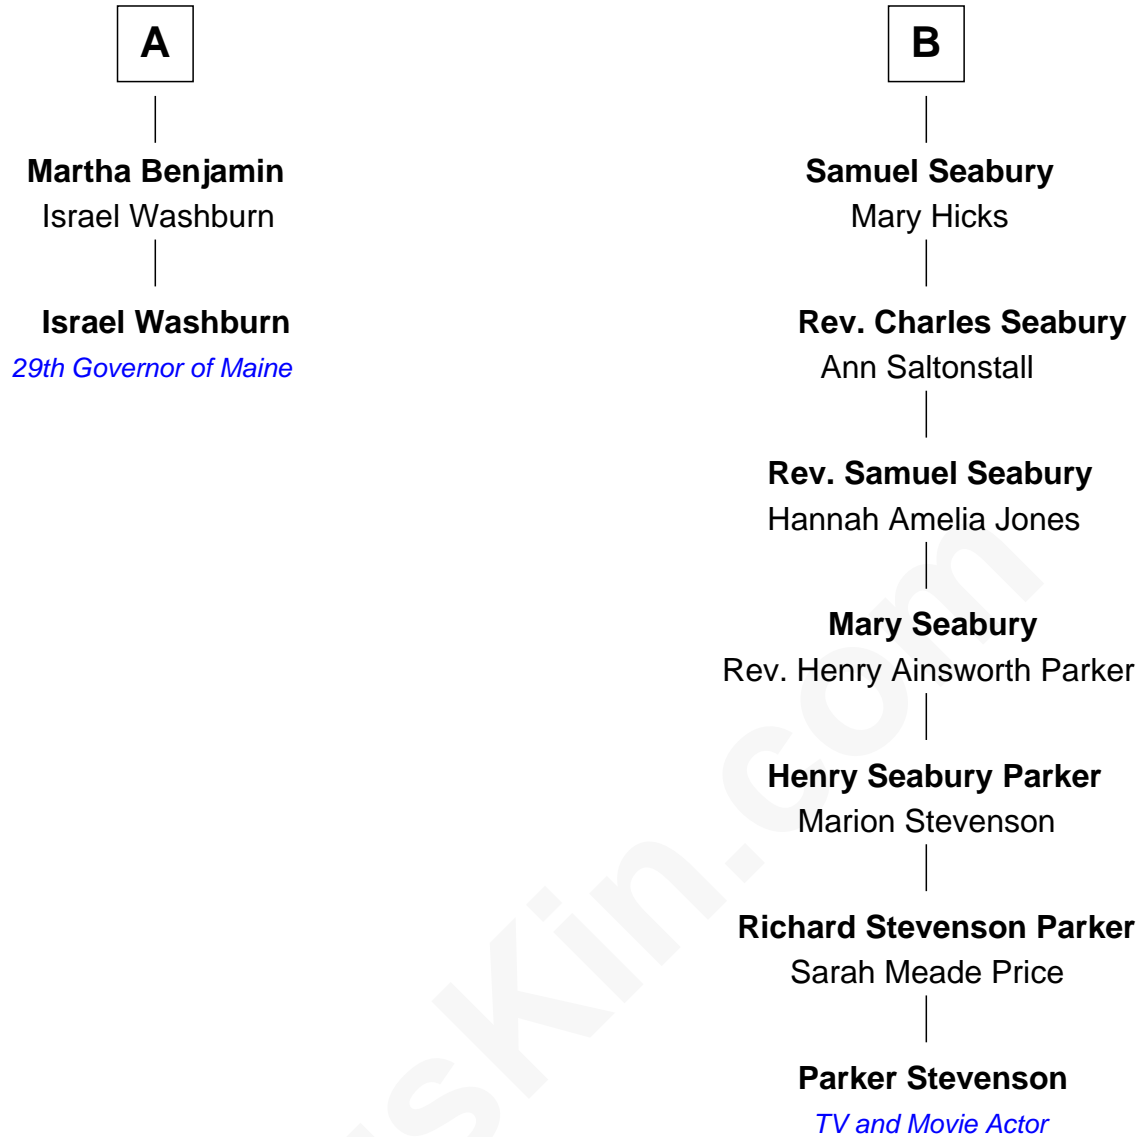 A
Martha Benjamin
Israel Washburn
Israel Washburn
29th Governor of Maine
B
Samuel Seabury
Mary Hicks
Rev. Charles Seabury
Ann Saltonstall
Rev. Samuel Seabury
Hannah Amelia Jones
Mary Seabury
Rev. Henry Ainsworth Parker
Henry Seabury Parker
Marion Stevenson
Richard Stevenson Parker
Sarah Meade Price
Parker Stevenson
TV and Movie Actor
sKin.com